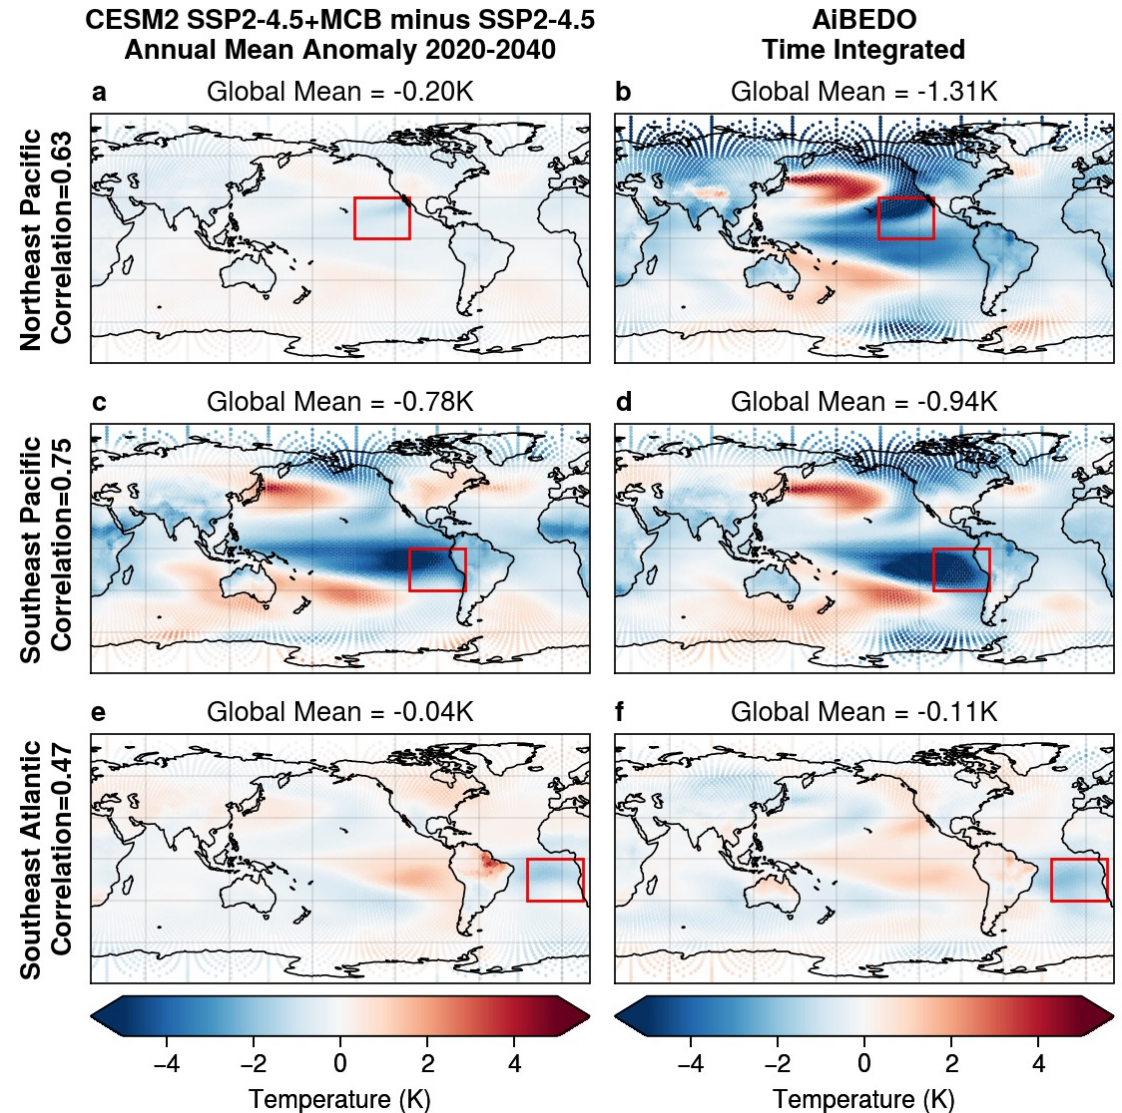 CESM2 SSP2-4.5+MCB minus SSP2-4.5
Annual Mean Anomaly 2020-2040
AiBEDO
Time Integrated
Northeast Pacific
Correlation=0.63
a
Global Mean = -0.20K
b
Global Mean = -1.31K
Southeast Pacific
Correlation=0.75
c
Global Mean = -0.78K
d
Global Mean = -0.94K
Southeast Atlantic
Correlation=0.47
e
Global Mean = -0.04K
f
Global Mean = -0.11K
−4 −2 0 2 4
Temperature (K)
−4 −2 0 2 4
Temperature (K)